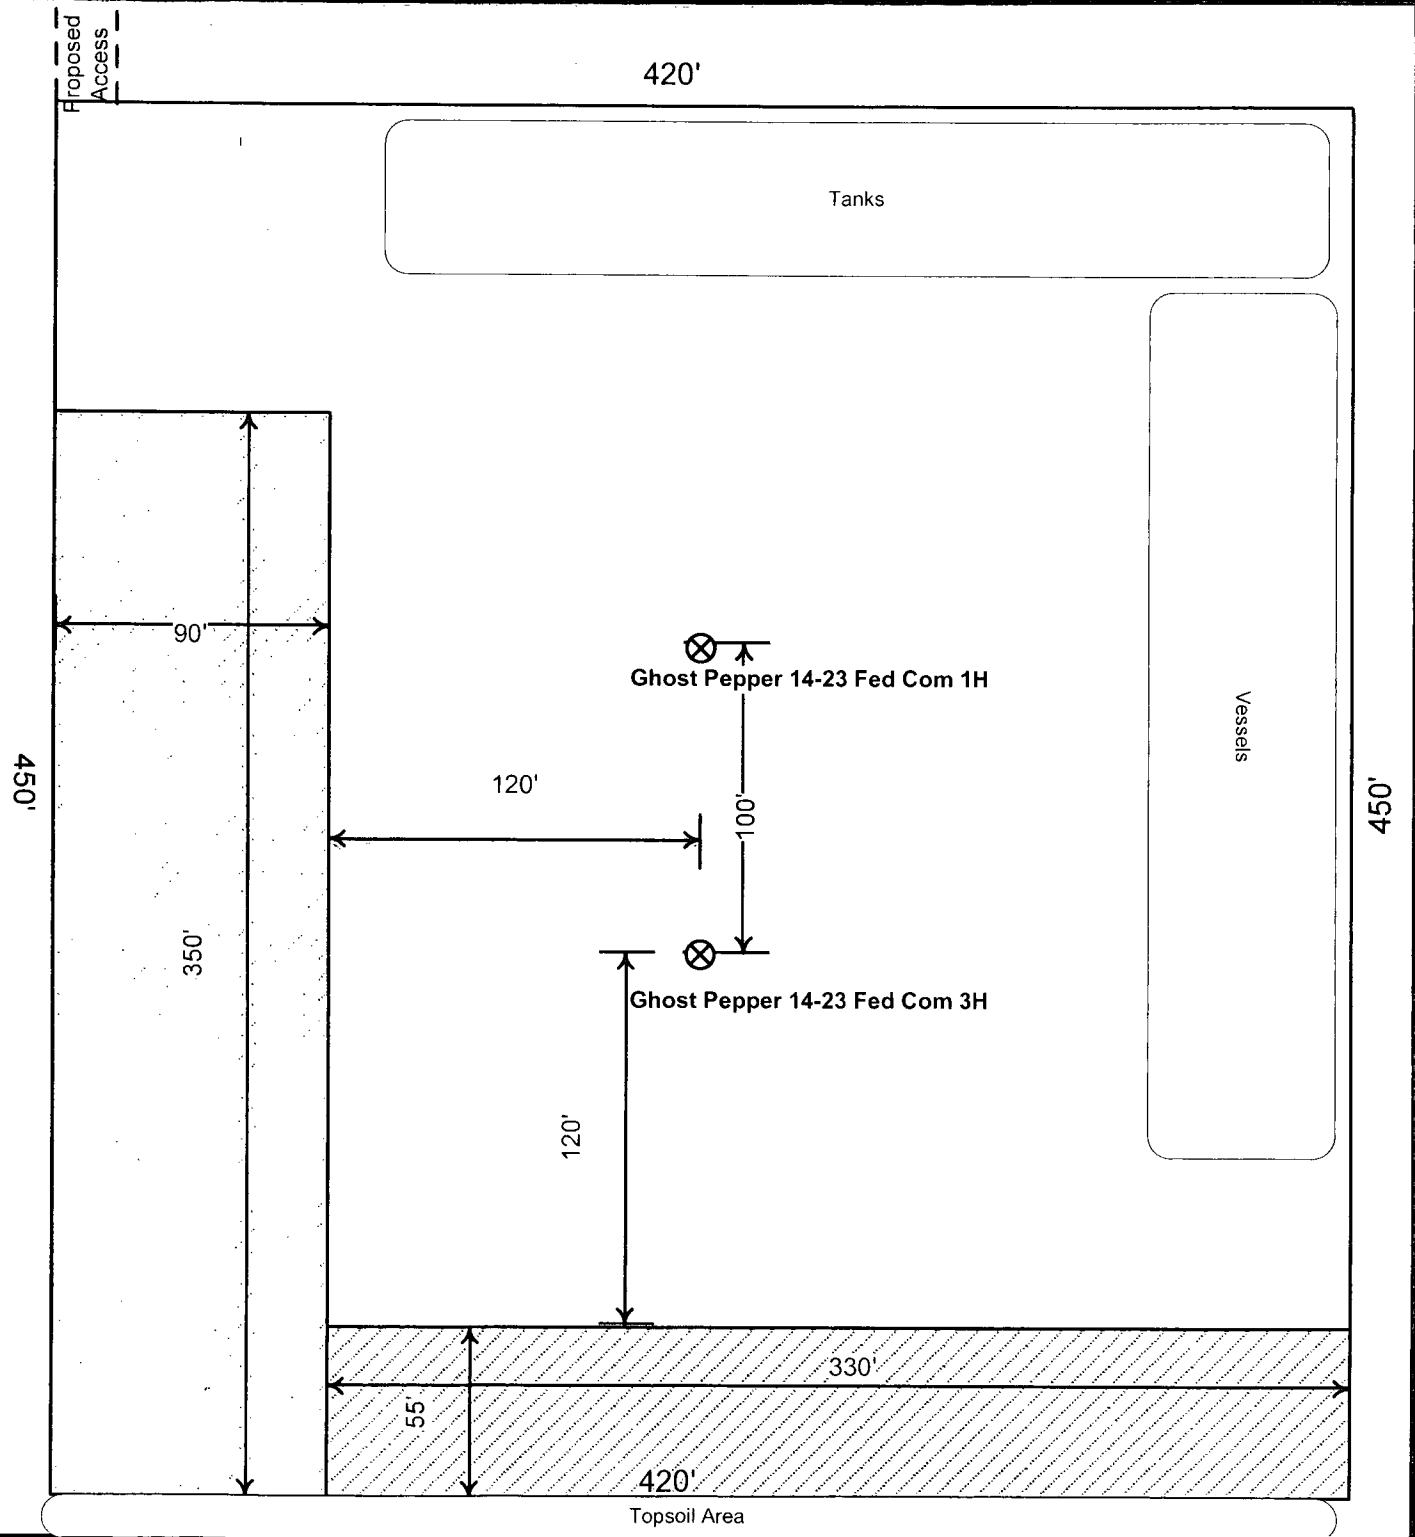 Proposed
Access
420'
Tanks
Vessels
90'
Ghost Pepper 14-23 Fed Com 1H
120'
100'
450'
450'
350'
Ghost Pepper 14-23 Fed Com 3H
120'
330'
55'
420'
Topsoil Area